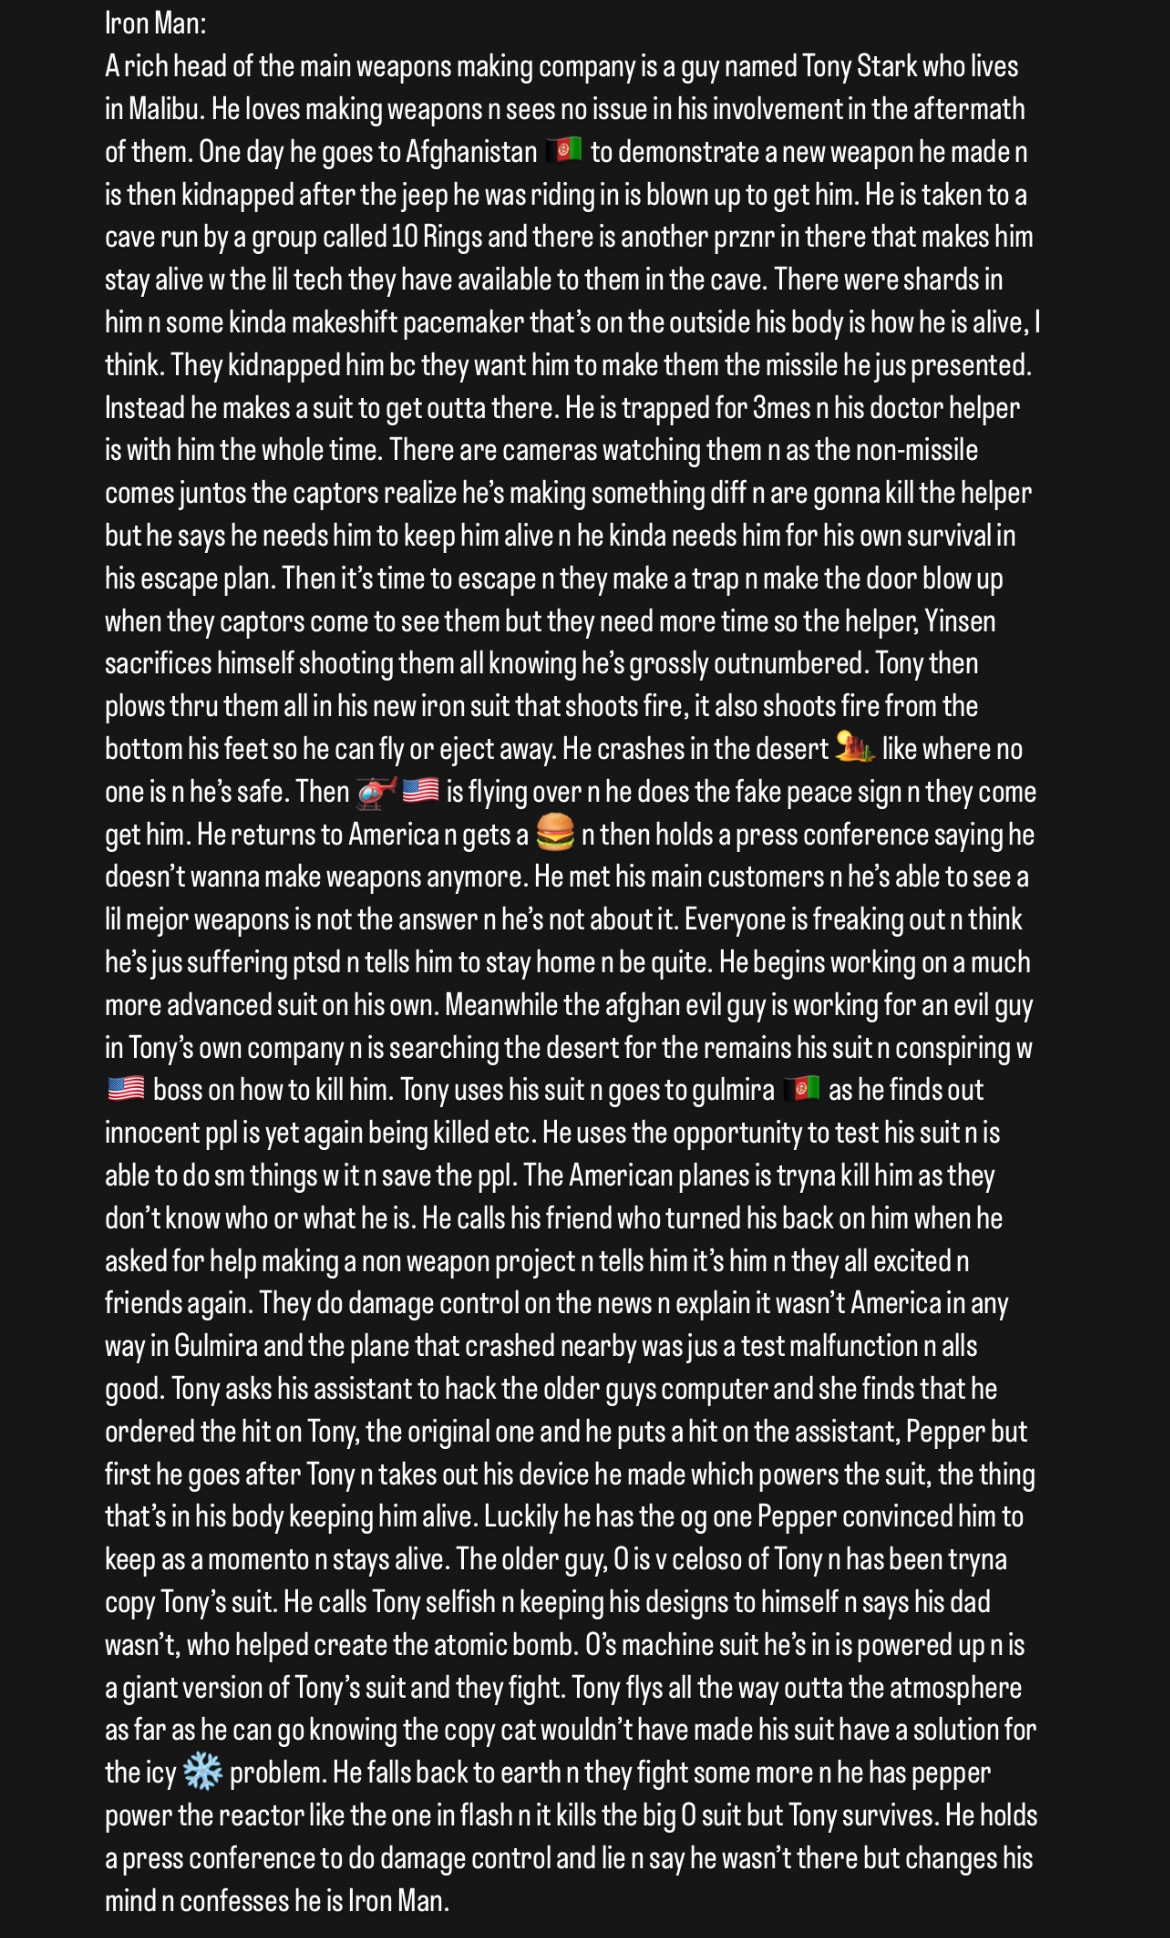 Iron Man:
A rich head of the main weapons making company is a guy named Tony Stark who lives
in Malibu. He loves making weapons n sees no issue in his involvement in the aftermath
of them. One day he goes to Afghanistan 🇦🇫 to demonstrate a new weapon he made n
is then kidnapped after the jeep he was riding in is blown up to get him. He is taken to a
cave run by a group called 10 Rings and there is another prznr in there that makes him
stay alive w the lil tech they have available to them in the cave. There were shards in
him n some kinda makeshift pacemaker that’s on the outside his body is how he is alive, I
think. They kidnapped him bc they want him to make them the missile he jus presented.
Instead he makes a suit to get outta there. He is trapped for 3mes n his doctor helper
is with him the whole time. There are cameras watching them n as the non-missile
comes juntos the captors realize he’s making something diff n are gonna kill the helper
but he says he needs him to keep him alive n he kinda needs him for his own survival in
his escape plan. Then it’s time to escape n they make a trap n make the door blow up
when they captors come to see them but they need more time so the helper, Yinsen
sacrifices himself shooting them all knowing he’s grossly outnumbered. Tony then
plows thru them all in his new iron suit that shoots fire, it also shoots fire from the
bottom his feet so he can fly or eject away. He crashes in the desert 🏜️ like where no
one is n he’s safe. Then 🚁🇺🇸 is flying over n he does the fake peace sign n they come
get him. He returns to America n gets a 🍔 n then holds a press conference saying he
doesn’t wanna make weapons anymore. He met his main customers n he’s able to see a
lil mejor weapons is not the answer n he’s not about it. Everyone is freaking out n think
he’s jus suffering ptsd n tells him to stay home n be quite. He begins working on a much
more advanced suit on his own. Meanwhile the afghan evil guy is working for an evil guy
in Tony’s own company n is searching the desert for the remains his suit n conspiring w
🇺🇸 boss on how to kill him. Tony uses his suit n goes to gulmira 🇦🇫 as he finds out
innocent ppl is yet again being killed etc. He uses the opportunity to test his suit n is
able to do sm things w it n save the ppl. The American planes is tryna kill him as they
don’t know who or what he is. He calls his friend who turned his back on him when he
asked for help making a non weapon project n tells him it’s him n they all excited n
friends again. They do damage control on the news n explain it wasn’t America in any
way in Gulmira and the plane that crashed nearby was jus a test malfunction n alls
good. Tony asks his assistant to hack the older guys computer and she finds that he
ordered the hit on Tony, the original one and he puts a hit on the assistant, Pepper but
first he goes after Tony n takes out his device he made which powers the suit, the thing
that’s in his body keeping him alive. Luckily he has the og one Pepper convinced him to
keep as a momento n stays alive. The older guy, O is v celoso of Tony n has been tryna
copy Tony’s suit. He calls Tony selfish n keeping his designs to himself n says his dad
wasn’t, who helped create the atomic bomb. O’s machine suit he’s in is powered up n is
a giant version of Tony’s suit and they fight. Tony flys all the way outta the atmosphere
as far as he can go knowing the copy cat wouldn’t have made his suit have a solution for
the icy ❄️ problem. He falls back to earth n they fight some more n he has pepper
power the reactor like the one in flash n it kills the big O suit but Tony survives. He holds
a press conference to do damage control and lie n say he wasn’t there but changes his
mind n confesses he is Iron Man.